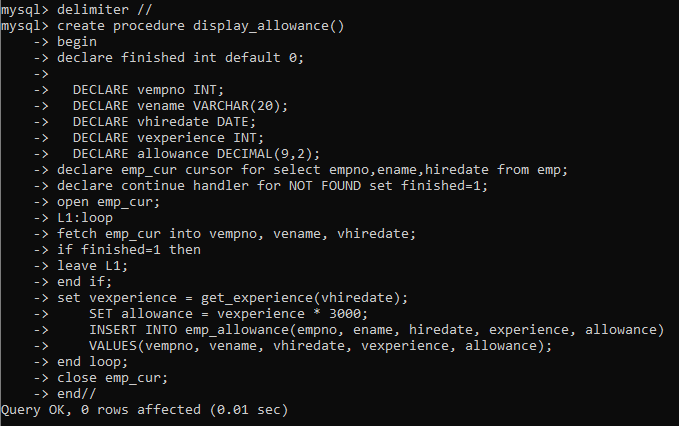 mysql> delimiter //
mysql> create procedure display_allowance()
    -> begin
    -> declare finished int default 0;
    ->
    ->   DECLARE vempno INT;
    ->   DECLARE vename VARCHAR(20);
    ->   DECLARE vhiredate DATE;
    ->   DECLARE vexperience INT;
    ->   DECLARE allowance DECIMAL(9,2);
    -> declare emp_cur cursor for select empno,ename,hiredate from emp;
    -> declare continue handler for NOT FOUND set finished=1;
    -> open emp_cur;
    -> L1:loop
    -> fetch emp_cur into vempno, vename, vhiredate;
    -> if finished=1 then
    -> leave L1;
    -> end if;
    -> set vexperience = get_experience(vhiredate);
    ->     SET allowance = vexperience * 3000;
    ->     INSERT INTO emp_allowance(empno, ename, hiredate, experience, allowance)
    ->     VALUES(vempno, vename, vhiredate, vexperience, allowance);
    -> end loop;
    -> close emp_cur;
    -> end//
Query OK, 0 rows affected (0.01 sec)